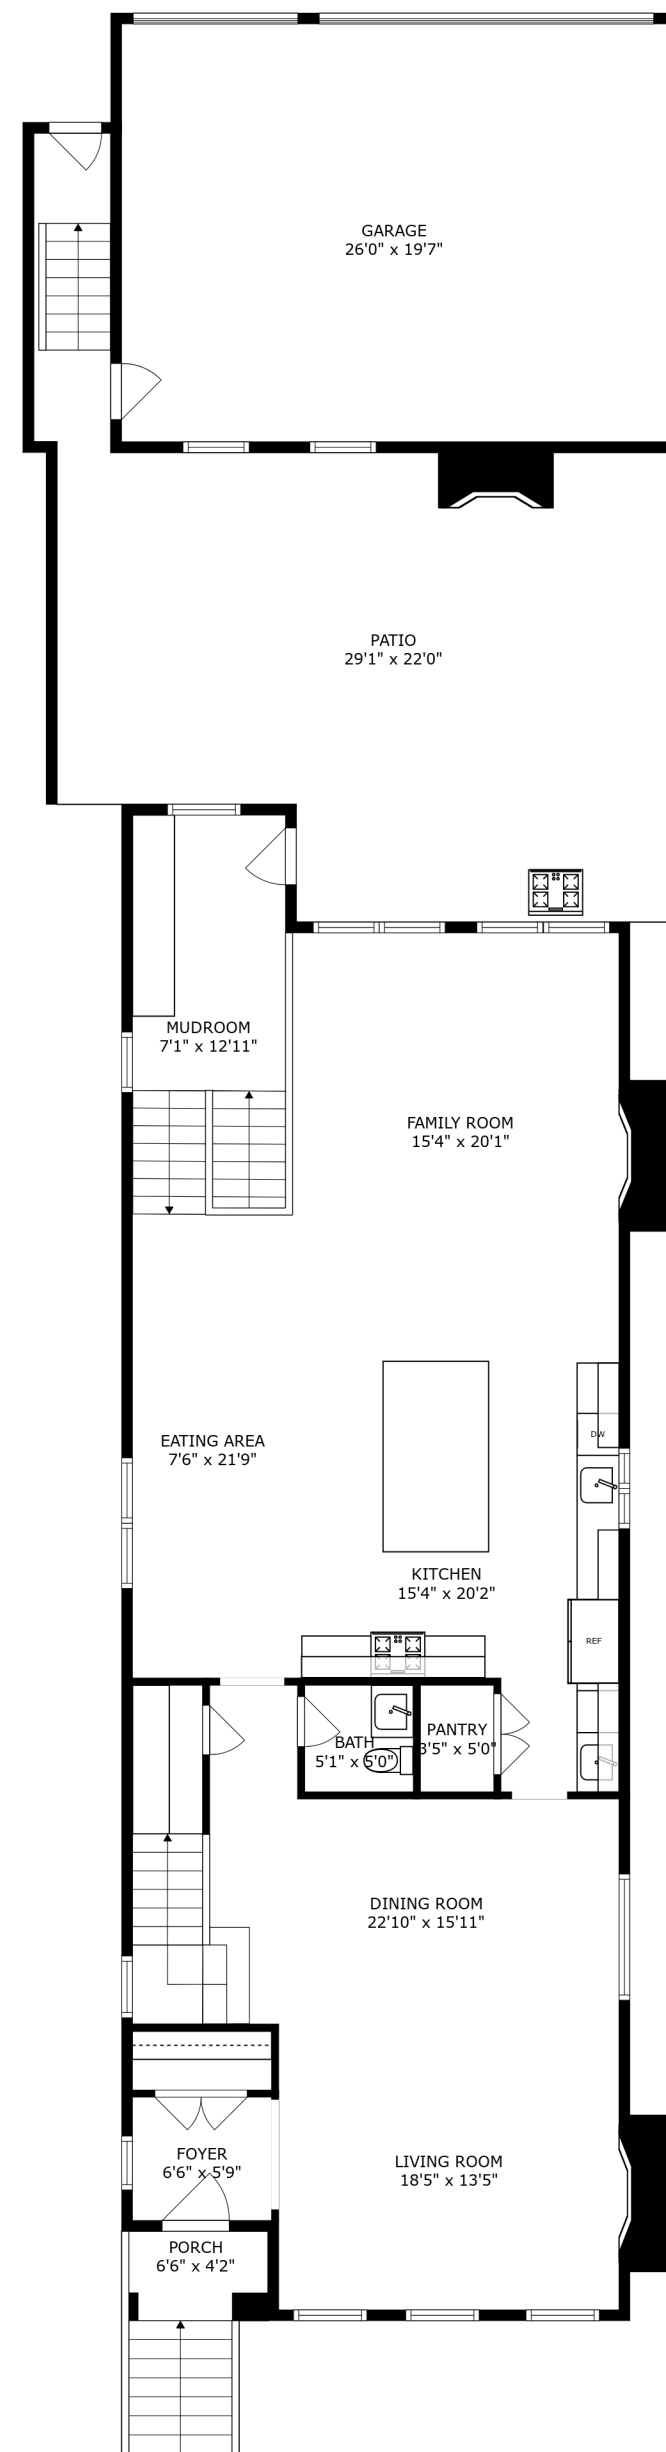 GARAGE
26'0" x 19'7"
PATIO
29'1" x 22'0"
MUDROOM
7'1" x 12'11"
FAMILY ROOM
15'4" x 20'1"
DW
EATING AREA
7'6" x 21'9"
KITCHEN
15'4" x 20'2"
REF
BATH
5'1" x 5'0"
PANTRY
3'5" x 5'0"
DINING ROOM
22'10" x 15'11"
FOYER
6'6" x 5'9"
LIVING ROOM
18'5" x 13'5"
PORCH
6'6" x 4'2"